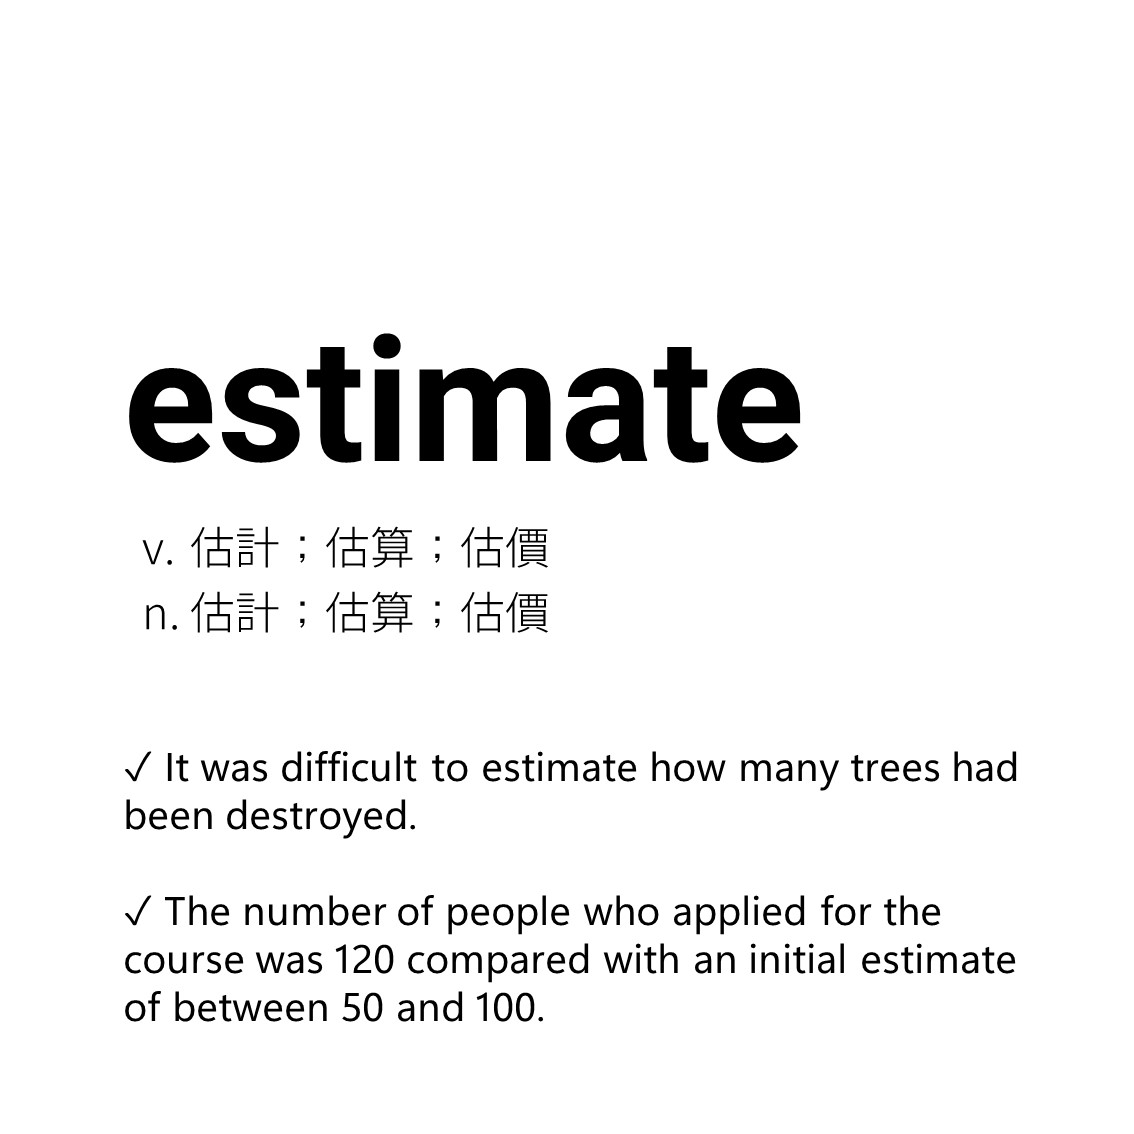 estimate
v. 估計；估算；估價
n. 估計；估算；估價
✓ It was difficult to estimate how many trees had
been destroyed.
✓ The number of people who applied for the
course was 120 compared with an initial estimate
of between 50 and 100.